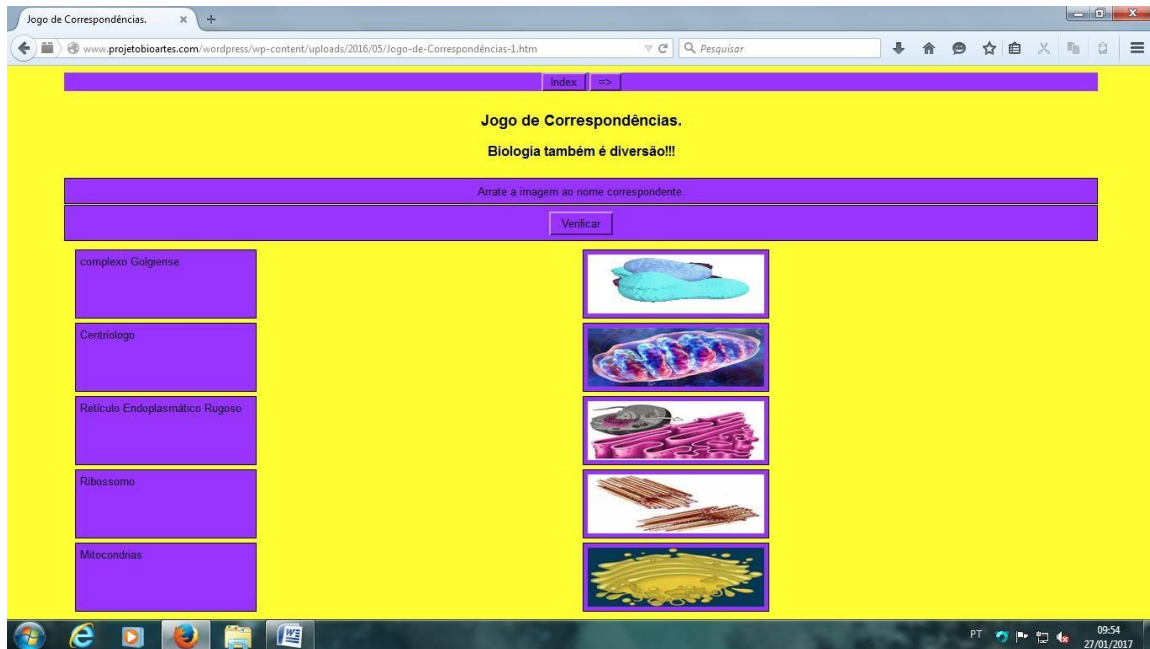 Jogo de Correspondências.
www.projetobioartes.com/wordpress/wp-content/uploads/2016/05/Jogo-de-Correspondências-1.htm
Pesquisar
Index =>
Jogo de Correspondências.
Biologia também é diversão!!!
Arrate a imagem ao nome correspondente.
Verificar
complexo Golgiense
Centríologo
Retículo Endoplasmático Rugoso
Ribossomo
Mitocondrias
PT
09:54
27/01/2017